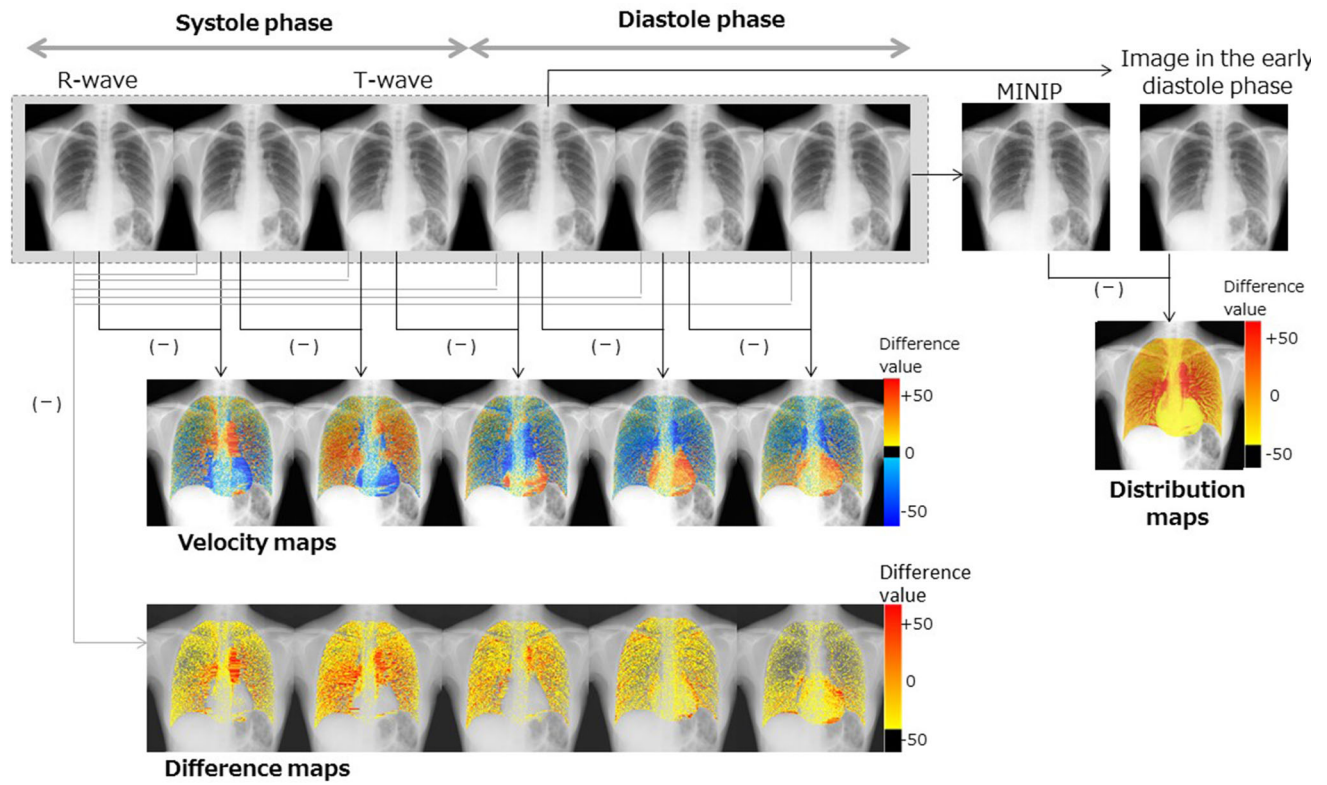 Systole phase
Diastole phase
R-wave
T-wave
MINIP
Image in the early
diastole phase
(−)
(−)
(−)
(−)
(−)
(−)
(−)
Difference
value
+50
-50
Velocity maps
Difference
value
+50
0
-50
Distribution
maps
Difference
value
+50
0
-50
Difference maps